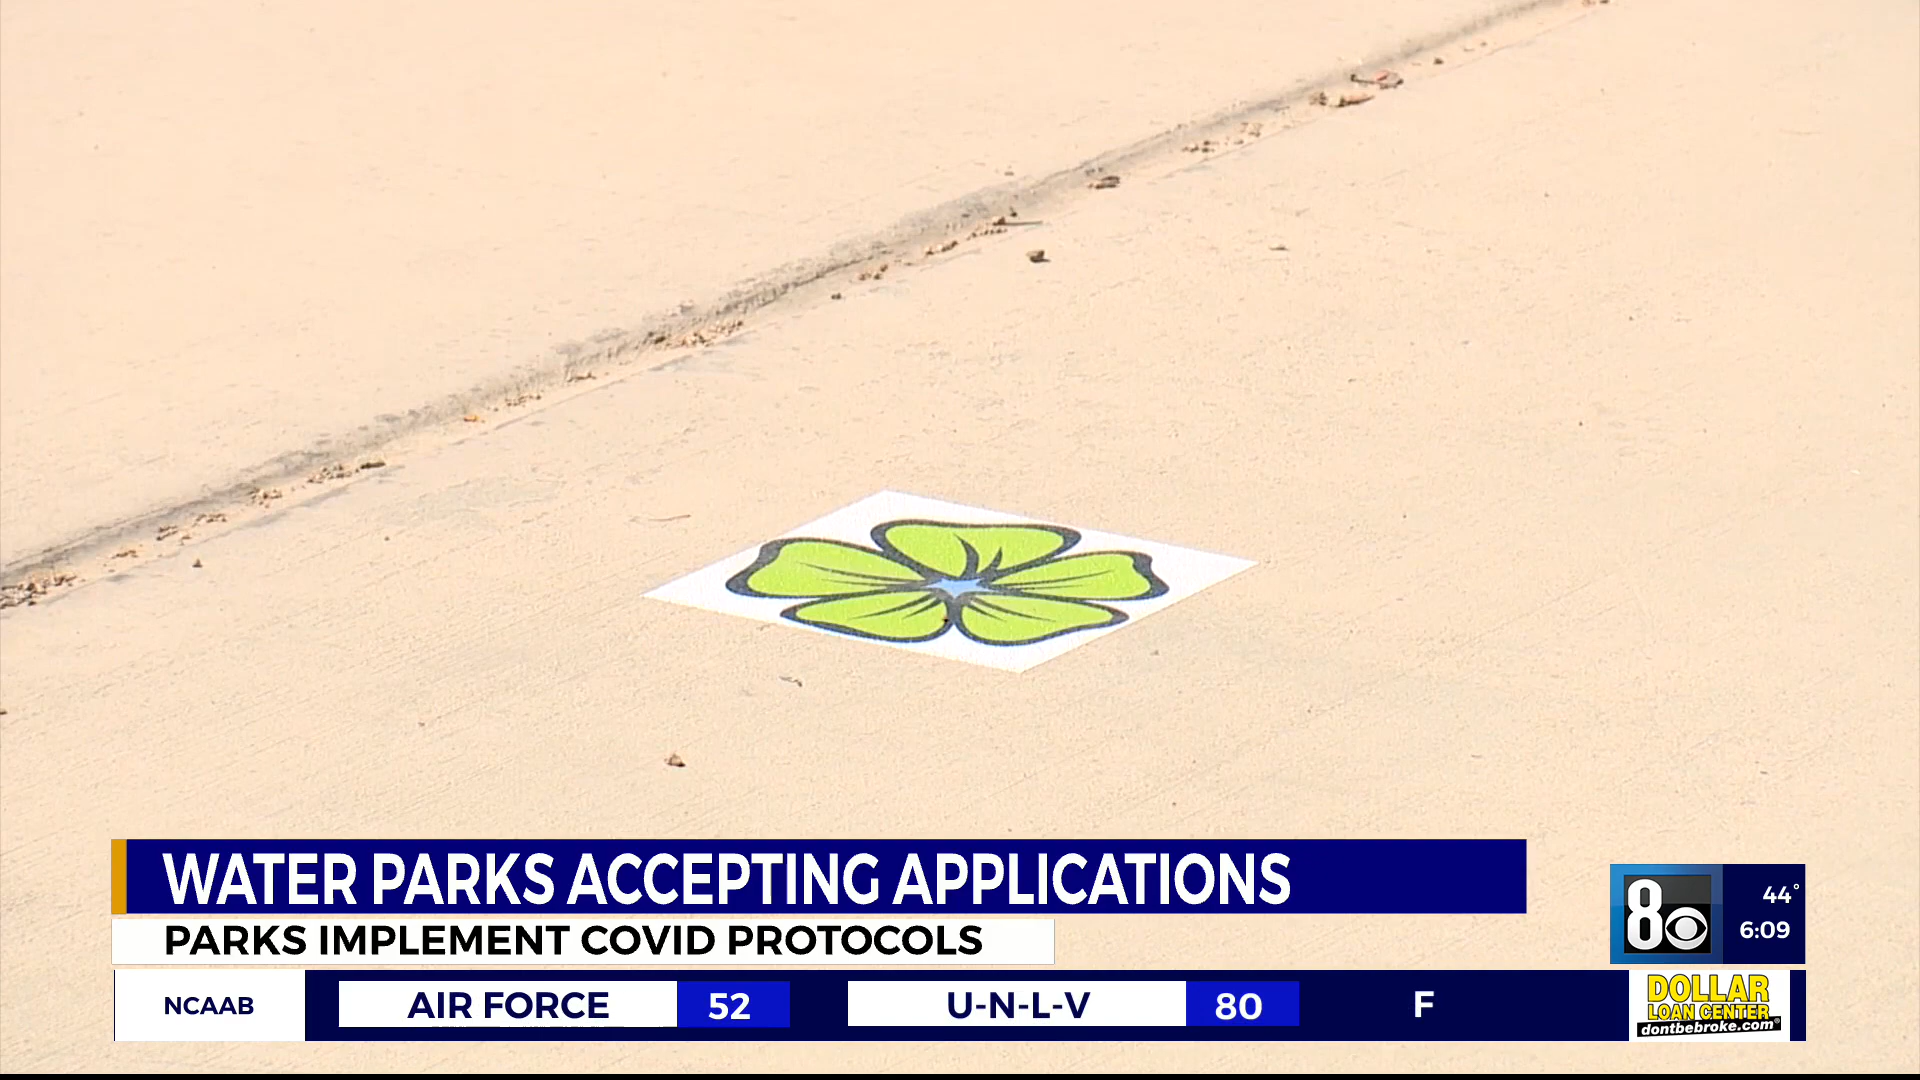 WATER PARKS ACCEPTING APPLICATIONS
PARKS IMPLEMENT COVID PROTOCOLS
8
44°
6:09
NCAAB AIR FORCE 52 U-N-L-V 80 F
DOLLAR
LOAN CENTER
dontbebroke.com®